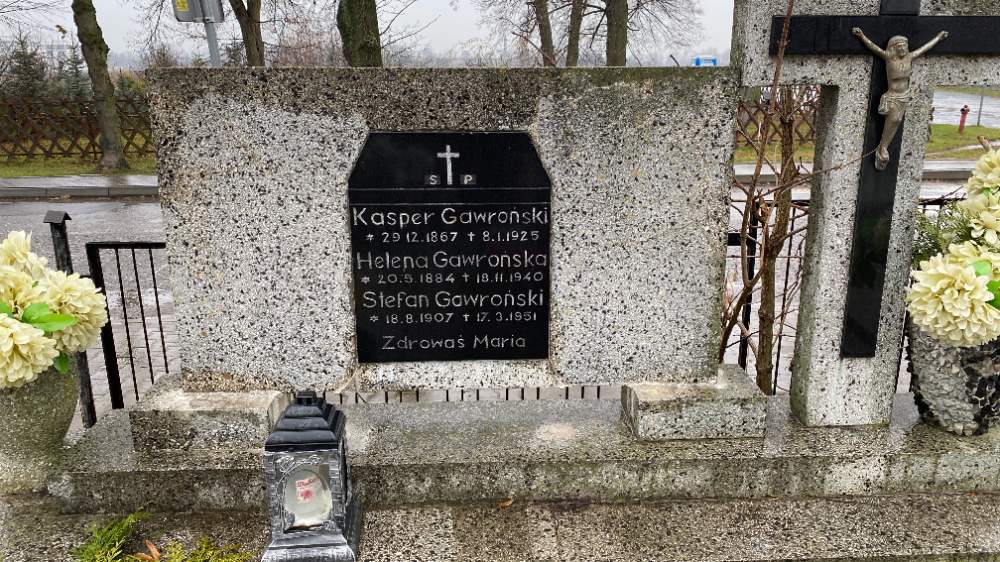 S P
Kasper Gawroński
* 29.12.1867 + 8.1.1925
Helena Gawrońska
* 20.5.1884 + 18.11.1940
Stefan Gawroński
* 18.8.1907 + 17.3.1951
Zdrowaś Maria